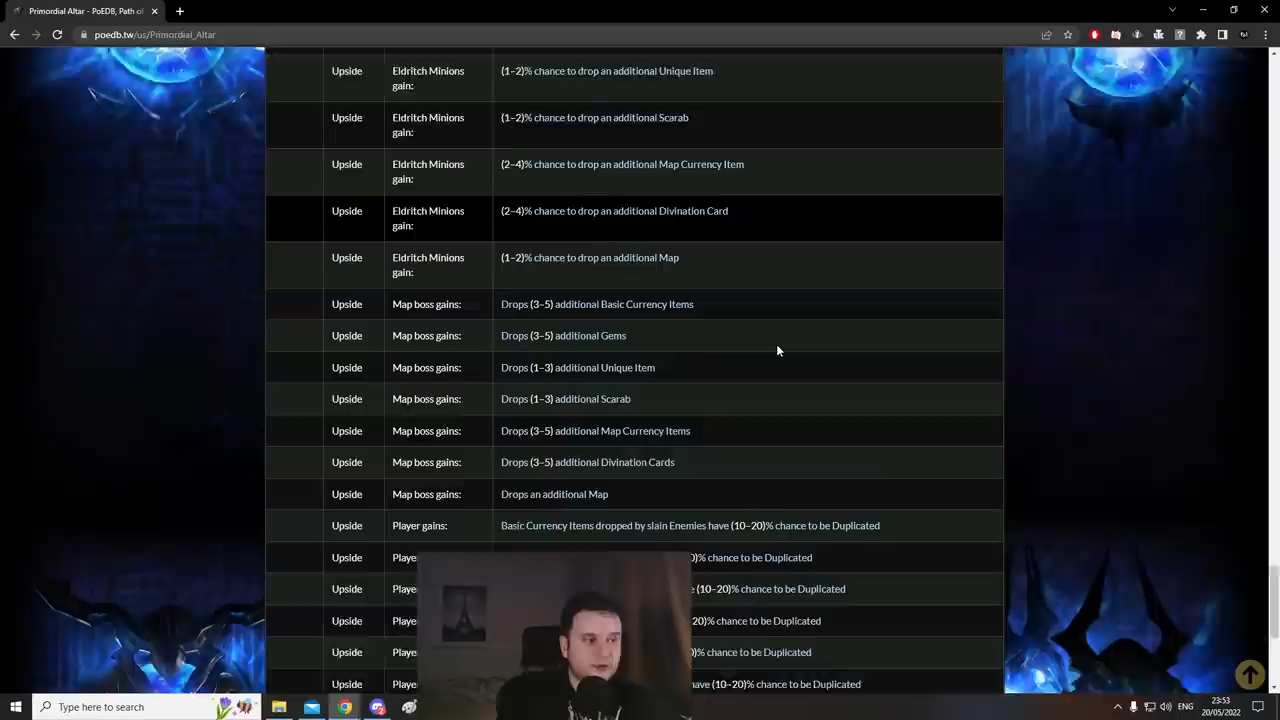 Primordial Altar - PoEDB, Path of
poedb.tw/us/Primordial_Altar
Upside Eldritch Minions gain: (1–2)% chance to drop an additional Unique Item
Upside Eldritch Minions gain: (1–2)% chance to drop an additional Scarab
Upside Eldritch Minions gain: (2–4)% chance to drop an additional Map Currency Item
Upside Eldritch Minions gain: (2–4)% chance to drop an additional Divination Card
Upside Eldritch Minions gain: (1–2)% chance to drop an additional Map
Upside Map boss gains: Drops (3–5) additional Basic Currency Items
Upside Map boss gains: Drops (3–5) additional Gems
Upside Map boss gains: Drops (1–3) additional Unique Item
Upside Map boss gains: Drops (1–3) additional Scarab
Upside Map boss gains: Drops (3–5) additional Map Currency Items
Upside Map boss gains: Drops (3–5) additional Divination Cards
Upside Map boss gains: Drops an additional Map
Upside Player gains: Basic Currency Items dropped by slain Enemies have (10–20)% chance to be Duplicated
Upside Playe 0)% chance to be Duplicated
Upside Playe (10–20)% chance to be Duplicated
Upside Playe 20)% chance to be Duplicated
Upside Playe )% chance to be Duplicated
Upside Playe have (10–20)% chance to be Duplicated
Type here to search
ENG
23:53
20/05/2022